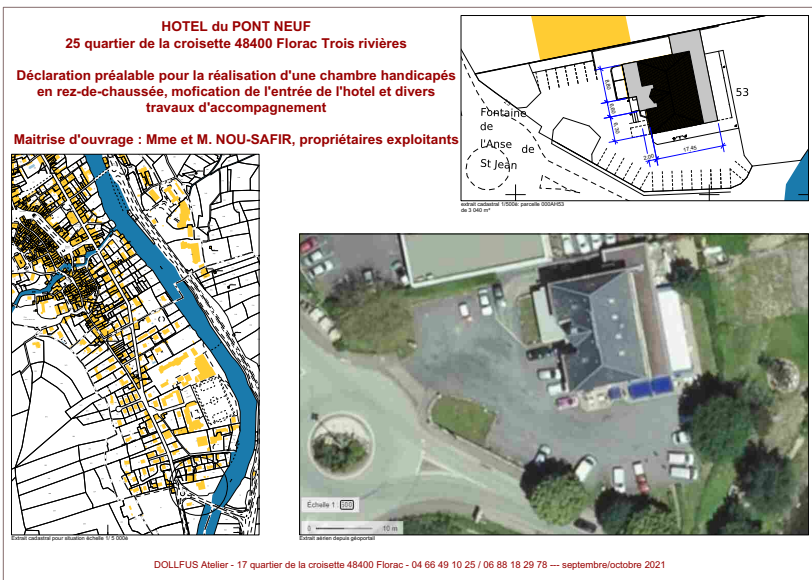 HOTEL du PONT NEUF
25 quartier de la croisette 48400 Florac Trois rivières
Déclaration préalable pour la réalisation d'une chambre handicapés
en rez-de-chaussée, mofication de l'entrée de l'hotel et divers
travaux d'accompagnement
Maitrise d'ouvrage : Mme et M. NOU-SAFIR, propriétaires exploitants
53
Fontaine
de
l'Anse de
St Jean
2,00
17,45
extrait cadastral 1/500è: parcelle 000AH53
de 3 040 m²
Échelle 1 : 500
0 10 m
Extrait cadastral pour situation échelle 1/ 5 000è
Extrait aérien depuis géoportail
DOLLFUS Atelier - 17 quartier de la croisette 48400 Florac - 04 66 49 10 25 / 06 88 18 29 78 --- septembre/octobre 2021